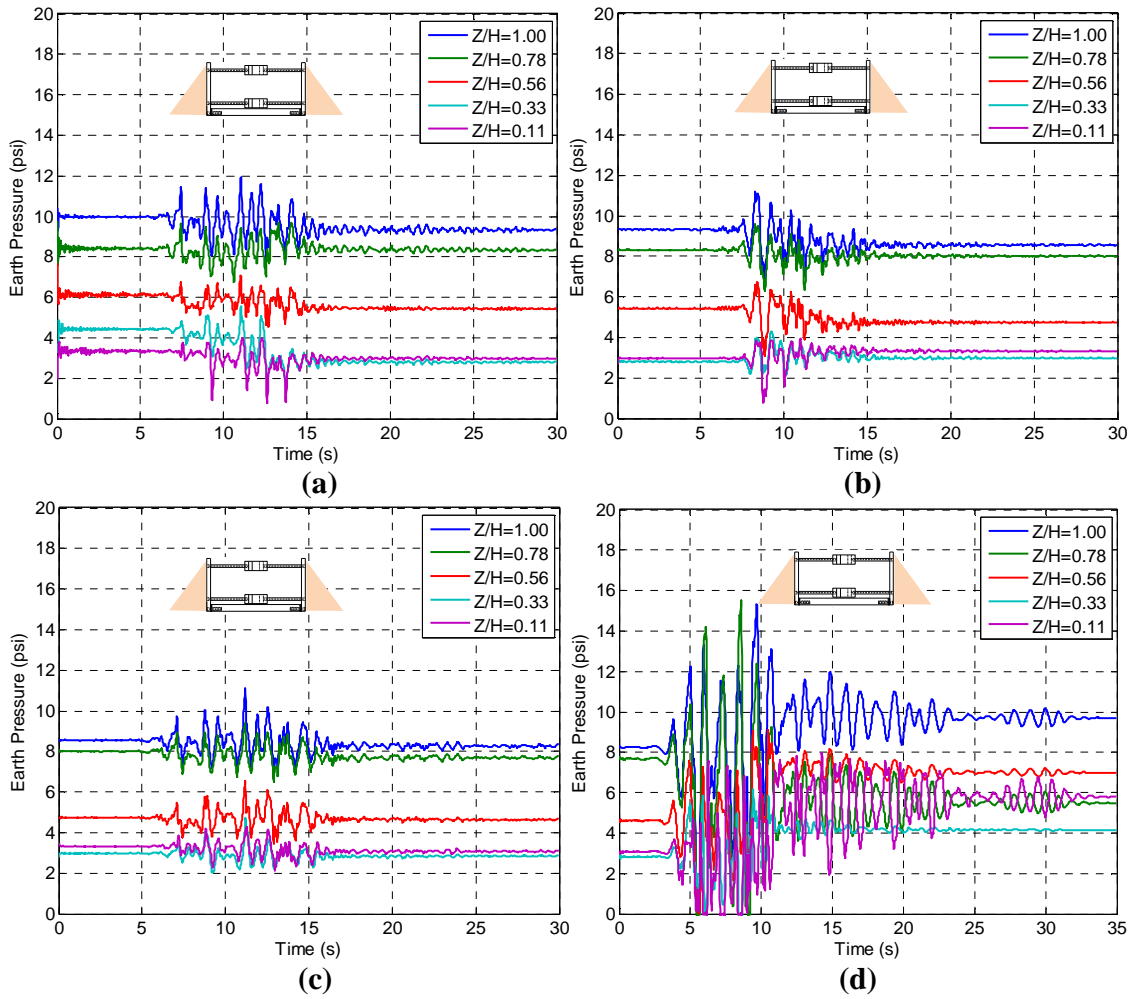 20
18
16
14
12
10
8
6
4
2
0
Earth Pressure (psi)
0 5 10 15 20 25 30
Time (s)
Z/H=1.00
Z/H=0.78
Z/H=0.56
Z/H=0.33
Z/H=0.11
(a)
20
18
16
14
12
10
8
6
4
2
0
Earth Pressure (psi)
0 5 10 15 20 25 30
Time (s)
Z/H=1.00
Z/H=0.78
Z/H=0.56
Z/H=0.33
Z/H=0.11
(b)
20
18
16
14
12
10
8
6
4
2
0
Earth Pressure (psi)
0 5 10 15 20 25 30
Time (s)
Z/H=1.00
Z/H=0.78
Z/H=0.56
Z/H=0.33
Z/H=0.11
(c)
20
18
16
14
12
10
8
6
4
2
0
Earth Pressure (psi)
0 5 10 15 20 25 30 35
Time (s)
Z/H=1.00
Z/H=0.78
Z/H=0.56
Z/H=0.33
Z/H=0.11
(d)